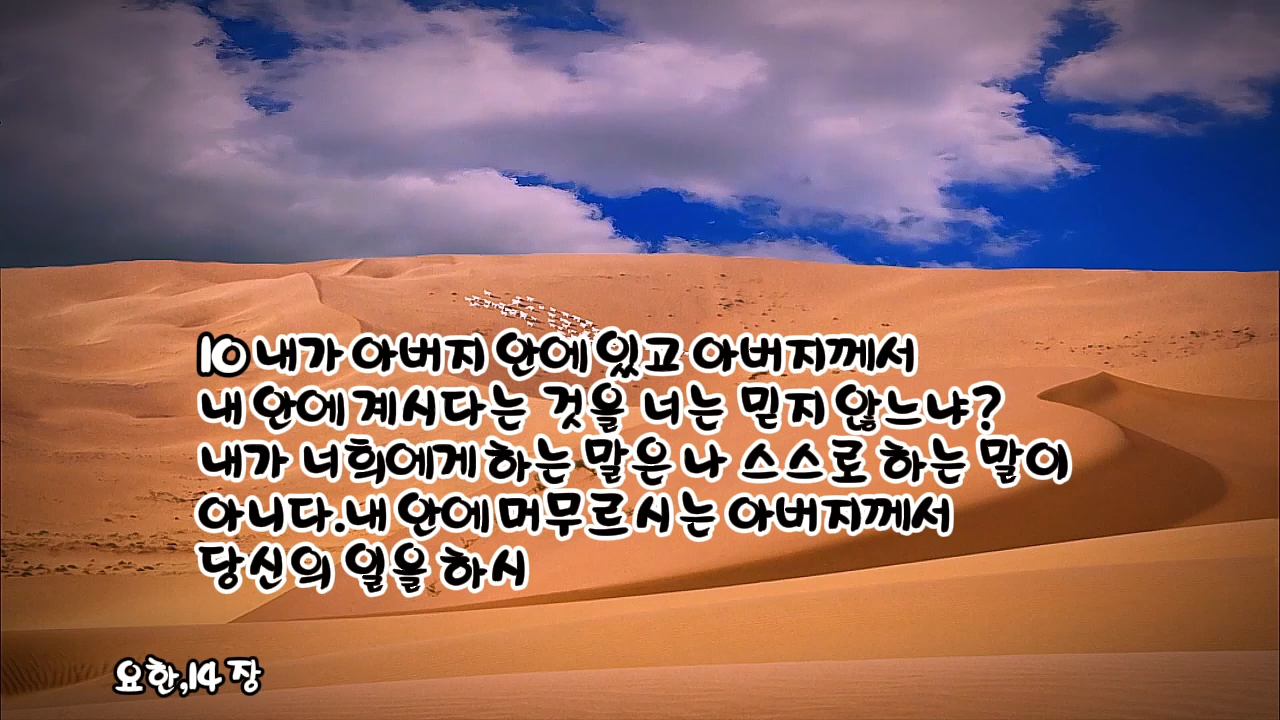 10 내가 아버지 안에 있고 아버지께서
내 안에 계시다는 것을 너는 믿지 않느냐?
내가 너희에게 하는 말은 나 스스로 하는 말이
아니다.내 안에 머무르시는 아버지께서
당신의 일을 하시
요한,14 장